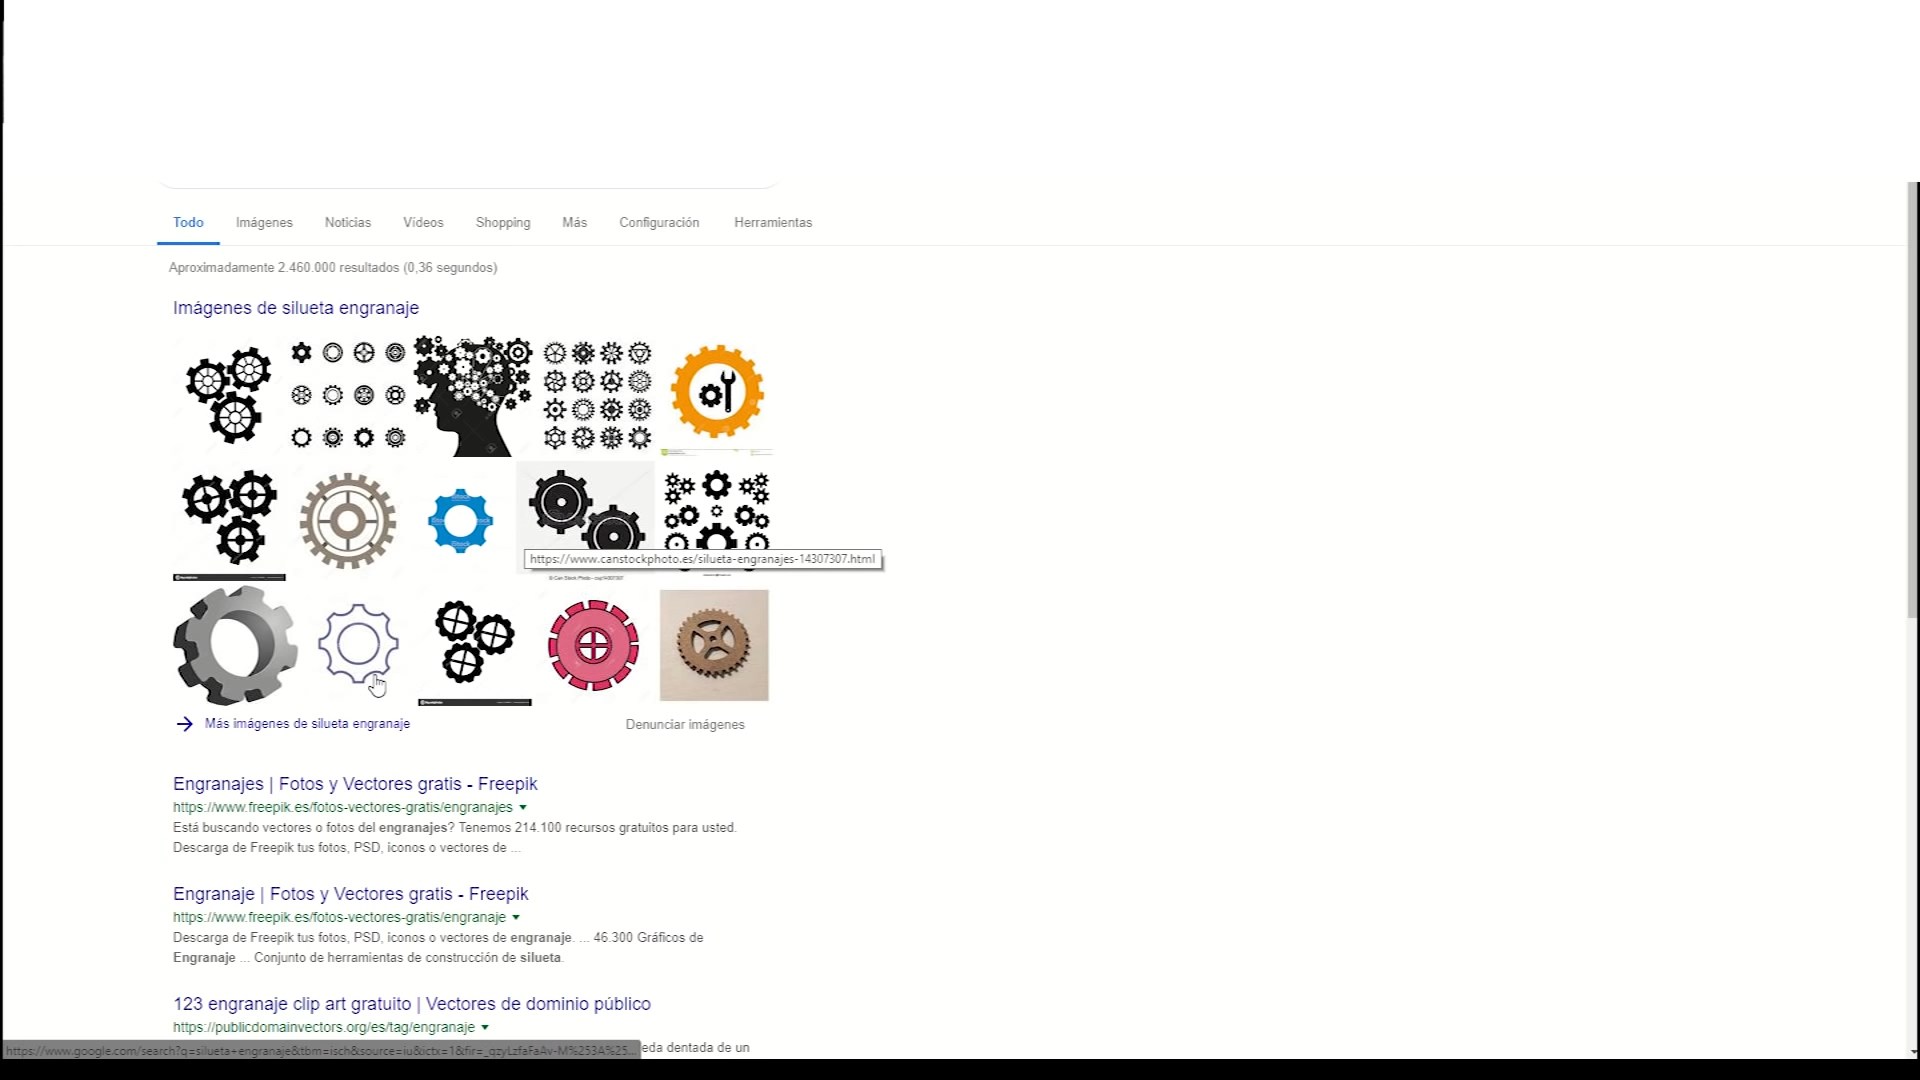 Todo Imágenes Noticias Vídeos Shopping Más Configuración Herramientas
Aproximadamente 2.460.000 resultados (0,36 segundos)
Imágenes de silueta engranaje
https://www.canstockphoto.es/silueta-engranajes-14307307.html
Más imágenes de silueta engranaje
Denunciar imágenes
Engranajes | Fotos y Vectores gratis - Freepik
https://www.freepik.es/fotos-vectores-gratis/engranajes
Está buscando vectores o fotos del engranajes? Tenemos 214.100 recursos gratuitos para usted.
Descarga de Freepik tus fotos, PSD, iconos o vectores de ...
Engranaje | Fotos y Vectores gratis - Freepik
https://www.freepik.es/fotos-vectores-gratis/engranaje
Descarga de Freepik tus fotos, PSD, iconos o vectores de engranaje. ... 46.300 Gráficos de
Engranaje ... Conjunto de herramientas de construcción de silueta.
123 engranaje clip art gratuito | Vectores de dominio público
https://publicdomainvectors.org/es/tag/engranaje
eda dentada de un